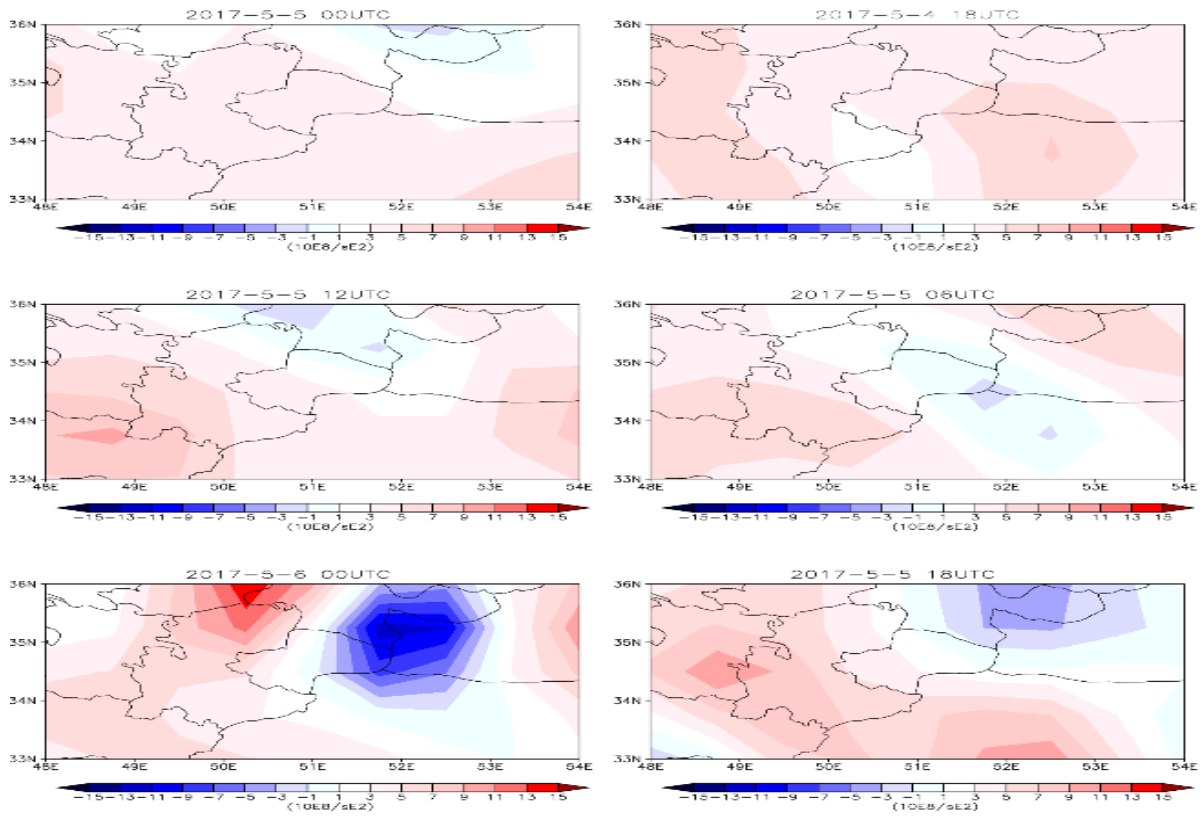 2017-5-5 00UTC
36N
35N
34N
33N
48E 49E 50E 51E 52E 53E 54E
-15-13-11 -9 -7 -5 -3 -1 1 3 5 7 9 11 13 15
(10E8/sE2)
2017-5-4 18UTC
36N
35N
34N
33N
48E 49E 50E 51E 52E 53E 54E
-15-13-11 -9 -7 -5 -3 -1 1 3 5 7 9 11 13 15
(10E8/sE2)
2017-5-5 12UTC
36N
35N
34N
33N
48E 49E 50E 51E 52E 53E 54E
-15-13-11 -9 -7 -5 -3 -1 1 3 5 7 9 11 13 15
(10E8/sE2)
2017-5-5 06UTC
36N
35N
34N
33N
48E 49E 50E 51E 52E 53E 54E
-15-13-11 -9 -7 -5 -3 -1 1 3 5 7 9 11 13 15
(10E8/sE2)
2017-5-6 00UTC
36N
35N
34N
33N
48E 49E 50E 51E 52E 53E 54E
-15-13-11 -9 -7 -5 -3 -1 1 3 5 7 9 11 13 15
(10E8/sE2)
2017-5-5 18UTC
36N
35N
34N
33N
48E 49E 50E 51E 52E 53E 54E
-15-13-11 -9 -7 -5 -3 -1 1 3 5 7 9 11 13 15
(10E8/sE2)